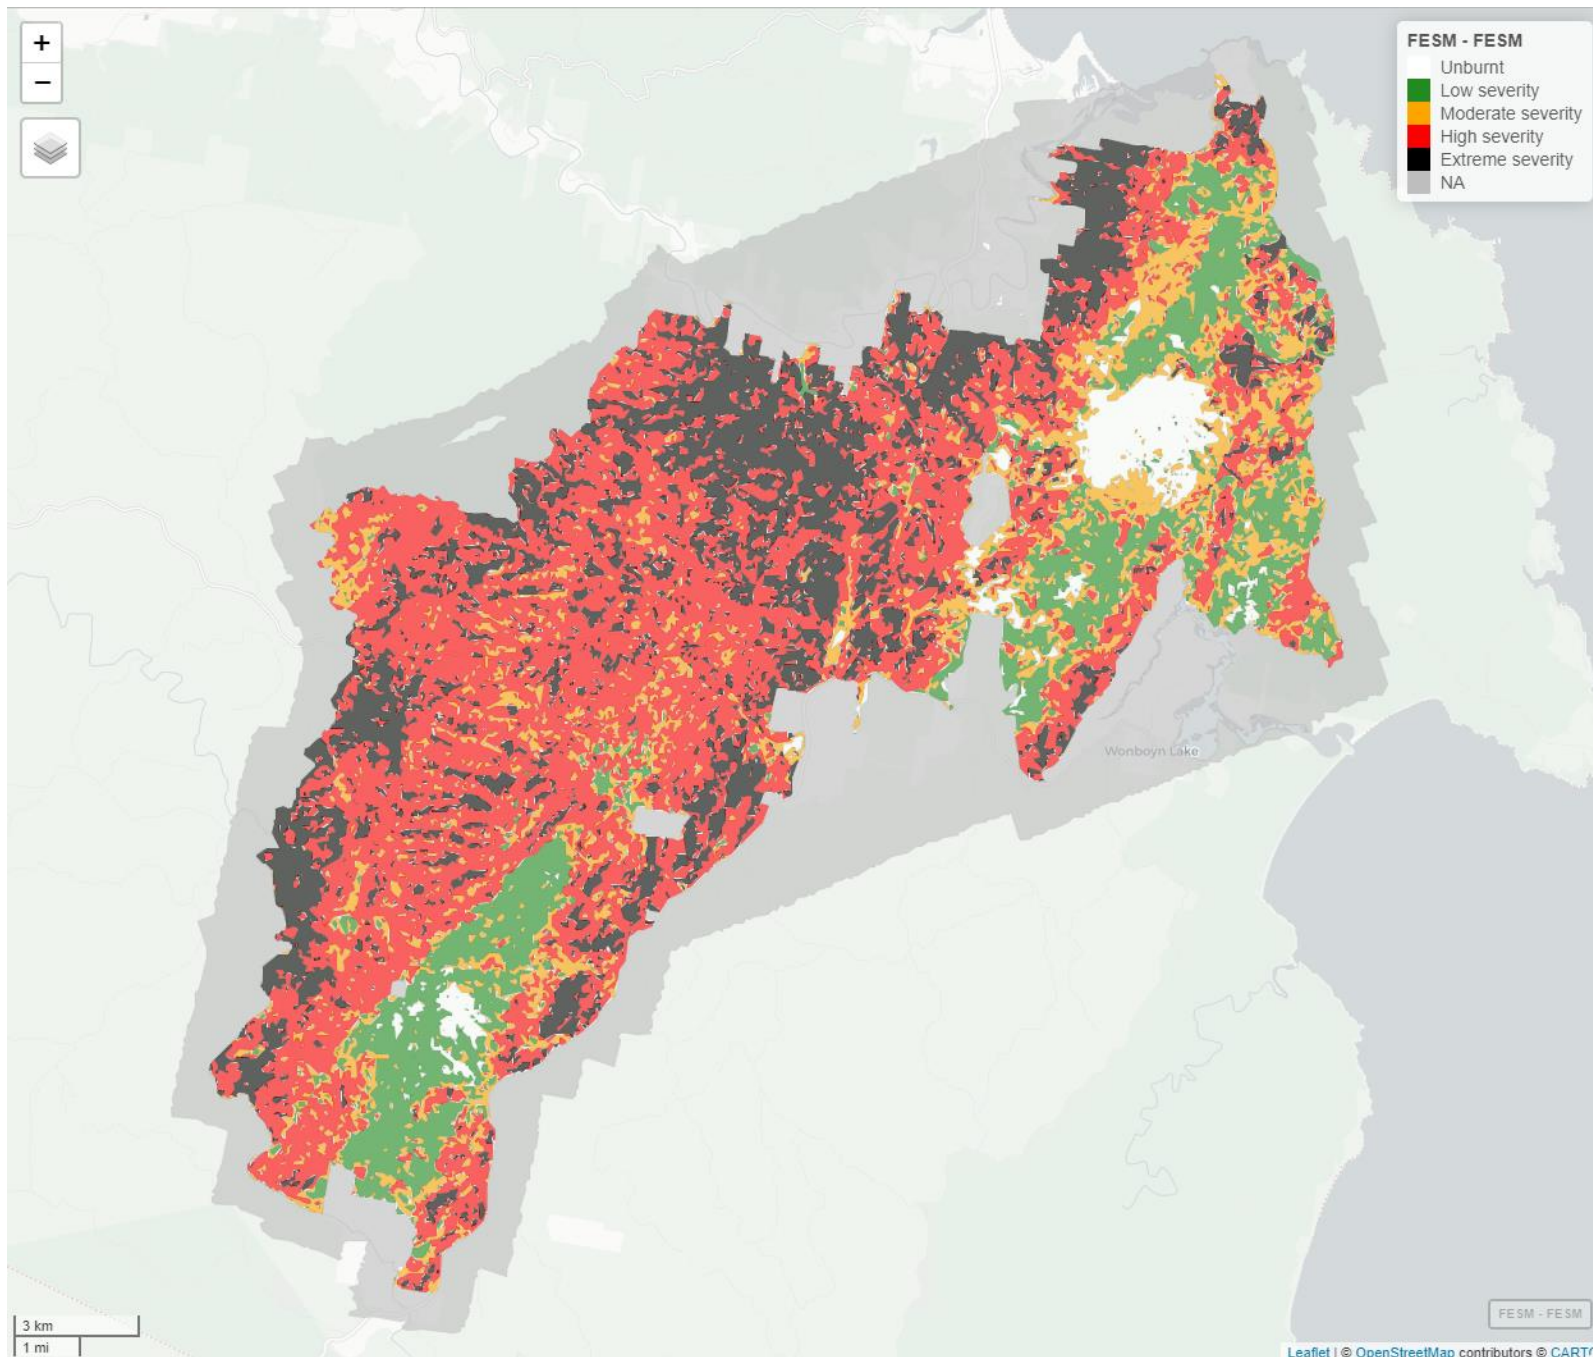 +
−
FESM - FESM
Unburnt
Low severity
Moderate severity
High severity
Extreme severity
NA
Wonboyn Lake
3 km
1 mi
FESM - FESM
Leaflet | © OpenStreetMap contributors ©